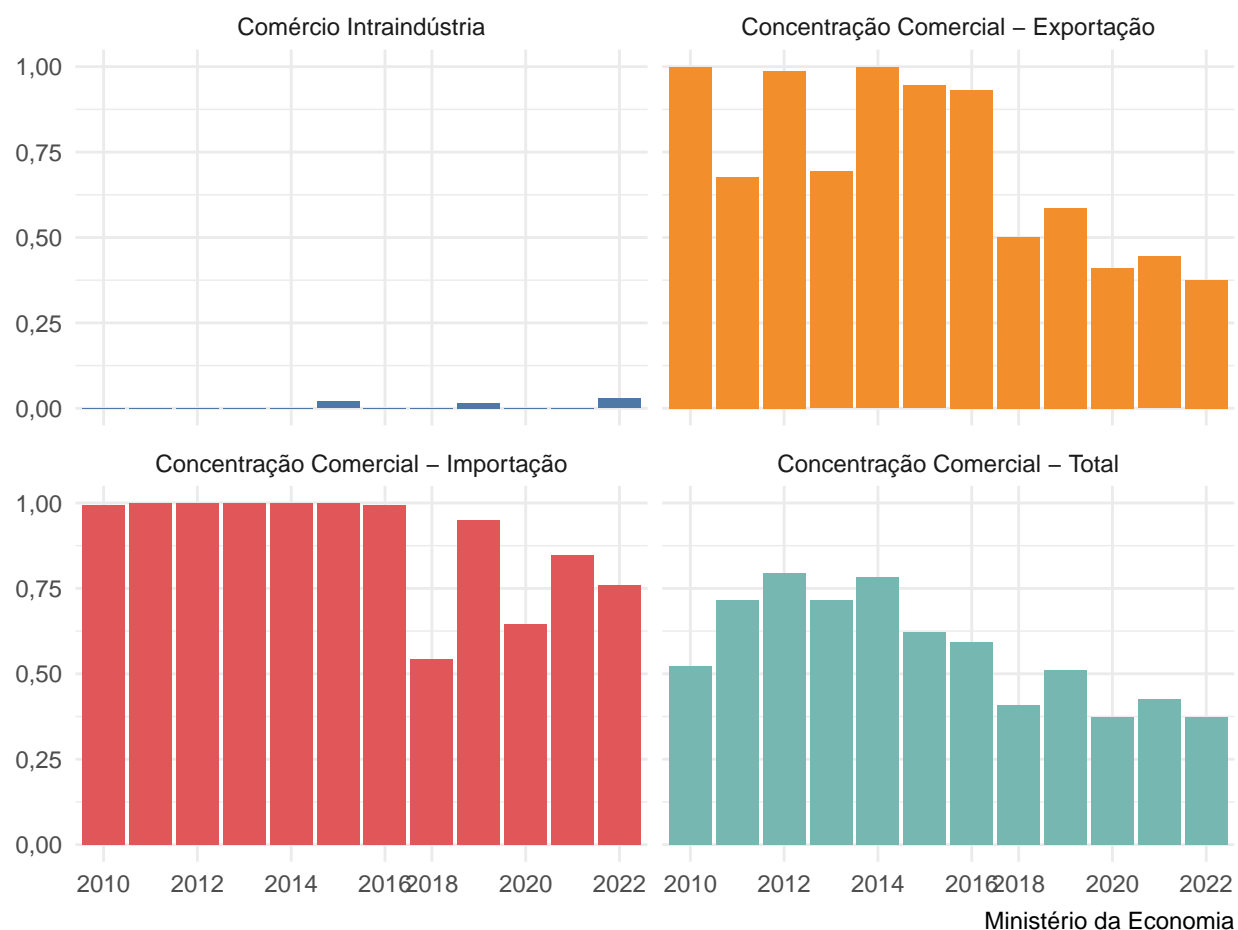 Comércio Intraindústria
Concentração Comercial – Exportação
1,00
0,75
0,50
0,25
0,00
Concentração Comercial – Importação
Concentração Comercial – Total
1,00
0,75
0,50
0,25
0,00
2010 2012 2014 2016 2018 2020 2022
2010 2012 2014 2016 2018 2020 2022
Ministério da Economia